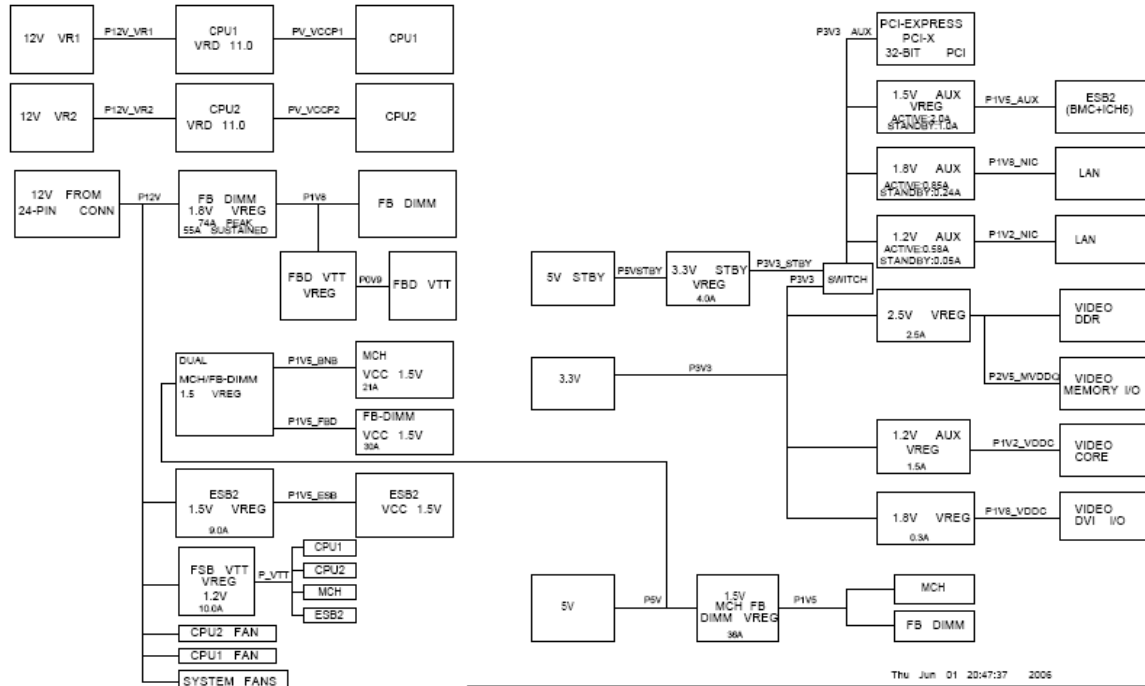 12V VR1
P12V_VR1
CPU1
VRD 11.0
PV_VCCP1
CPU1
12V VR2
P12V_VR2
CPU2
VRD 11.0
PV_VCCP2
CPU2
12V FROM
24-PIN CONN
P12V
FB DIMM
1.8V VREG
74A PEAK
55A SUSTAINED
P1V8
FB DIMM
FBD VTT
VREG
P0V9
FBD VTT
DUAL
MCH/FB-DIMM
1.5 VREG
P1V5_BNB
MCH
VCC 1.5V
21A
P1V5_FBD
FB-DIMM
VCC 1.5V
30A
ESB2
1.5V VREG
9.0A
P1V5_ESB
ESB2
VCC 1.5V
FSB VTT
VREG
1.2V
10.0A
P_VTT
CPU1
CPU2
MCH
ESB2
CPU2 FAN
CPU1 FAN
SYSTEM FANS
P3V3 AUX
PCI-EXPRESS
PCI-X
32-BIT PCI
1.5V AUX
VREG
ACTIVE:2.0A
STANDBY:1.0A
P1V5_AUX
ESB2
(BMC+ICH6)
1.8V AUX
ACTIVE:0.85A
STANDBY:0.24A
P1V8_NIC
LAN
1.2V AUX
ACTIVE:0.58A
STANDBY:0.05A
P1V2_NIC
LAN
5V STBY
P5VSTBY
3.3V STBY
VREG
4.0A
P3V3_STBY
P3V3
SWITCH
2.5V VREG
2.5A
VIDEO
DDR
P2V5_MVDDQ
VIDEO
MEMORY I/O
3.3V
P3V3
1.2V AUX
VREG
1.5A
P1V2_VDDC
VIDEO
CORE
1.8V VREG
0.3A
P1V8_VDDC
VIDEO
DVI I/O
5V
P5V
1.5V
MCH FB
DIMM VREG
36A
P1V5
MCH
FB DIMM
Thu Jun 01 20:47:37 2006